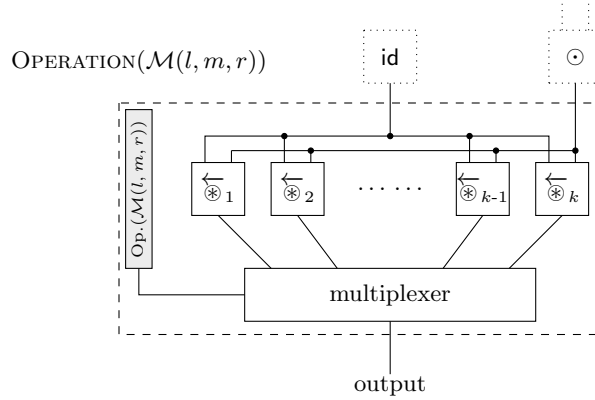 OPERATION(ℳ(l, m, r))
id
⊙
Op.(ℳ(l, m, r))
⊛⃖₁ ⊛⃖₂ ⋯⋯ ⊛⃖ₖ₋₁ ⊛⃖ₖ
multiplexer
output